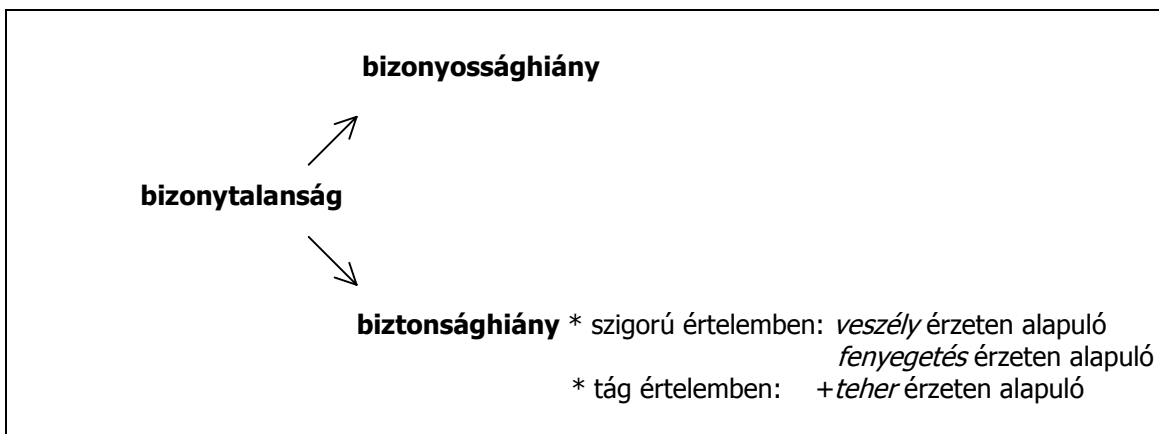 bizonyossághiány
bizonytalanság
biztonsághiány * szigorú értelemben: veszély érzeten alapuló
fenyegetés érzeten alapuló
* tág értelemben: +teher érzeten alapuló